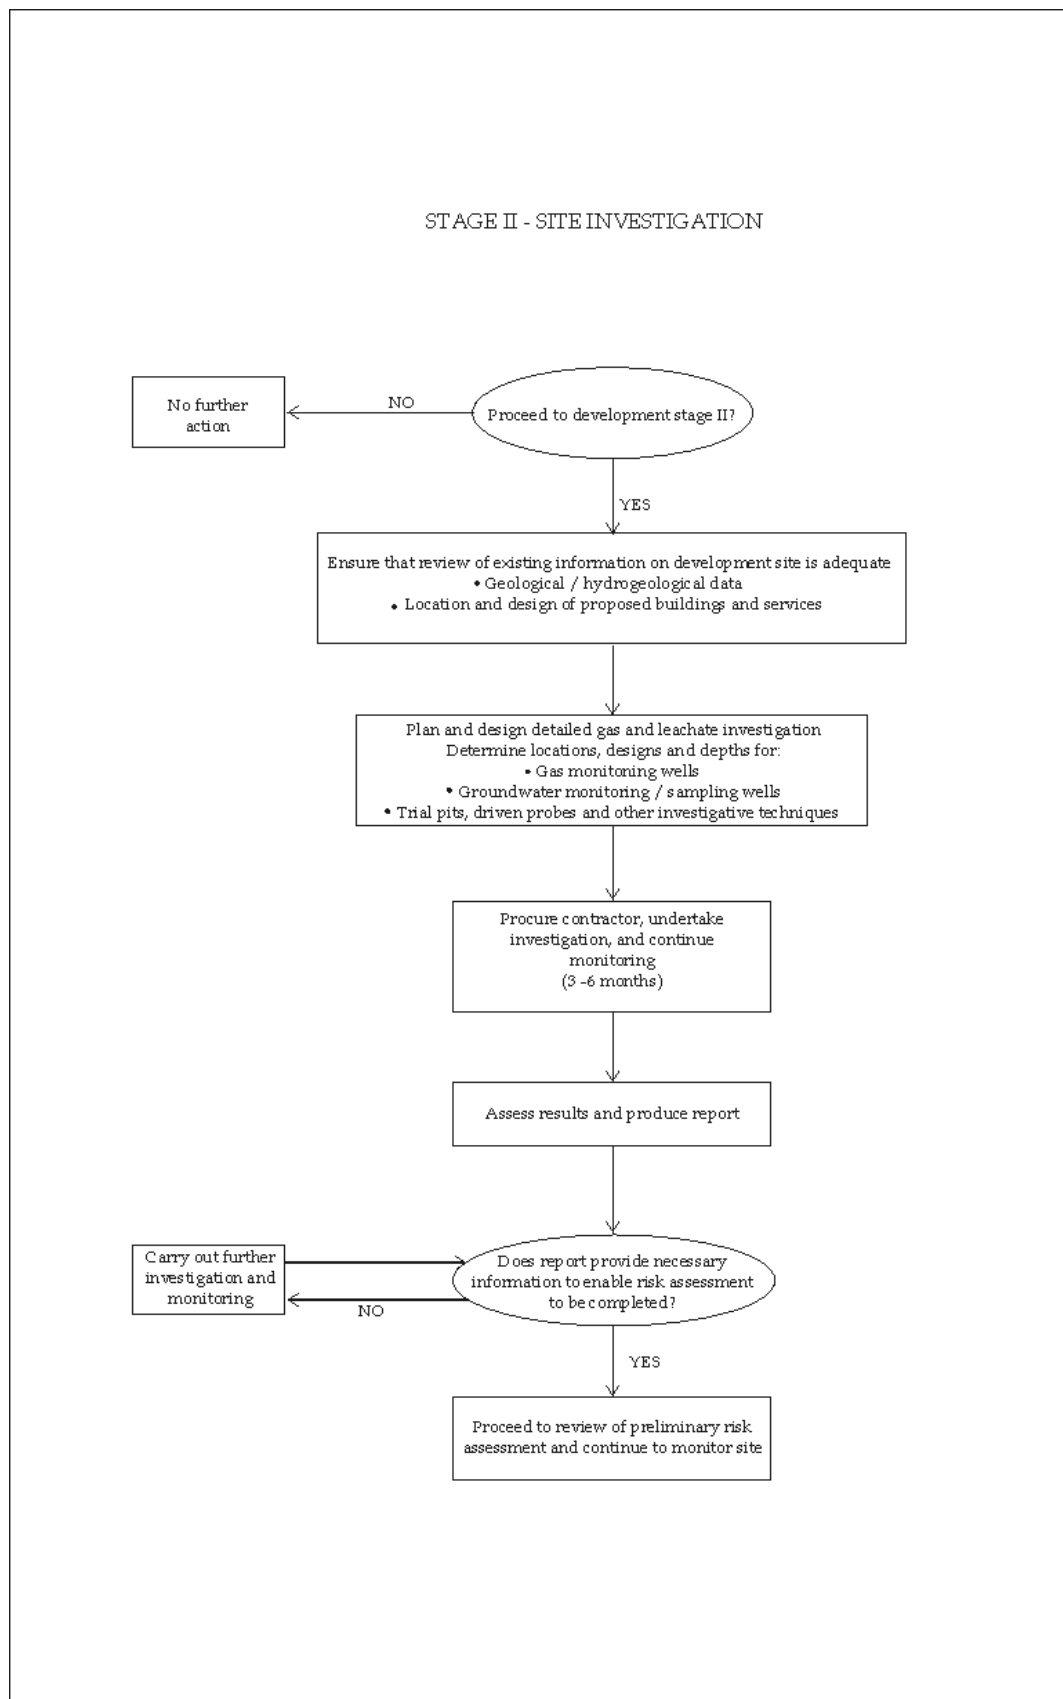 STAGE II - SITE INVESTIGATION
Proceed to development stage II?
NO
No further
action
YES
Ensure that review of existing information on development site is adequate
• Geological / hydrogeological data
• Location and design of proposed buildings and services
Plan and design detailed gas and leachate investigation
Determine locations, designs and depths for:
• Gas monitoring wells
• Groundwater monitoring / sampling wells
• Trial pits, driven probes and other investigative techniques
Procure contractor, undertake
investigation, and continue
monitoring
(3 -6 months)
Assess results and produce report
Does report provide necessary
information to enable risk assessment
to be completed?
Carry out further
investigation and
monitoring
NO
YES
Proceed to review of preliminary risk
assessment and continue to monitor site